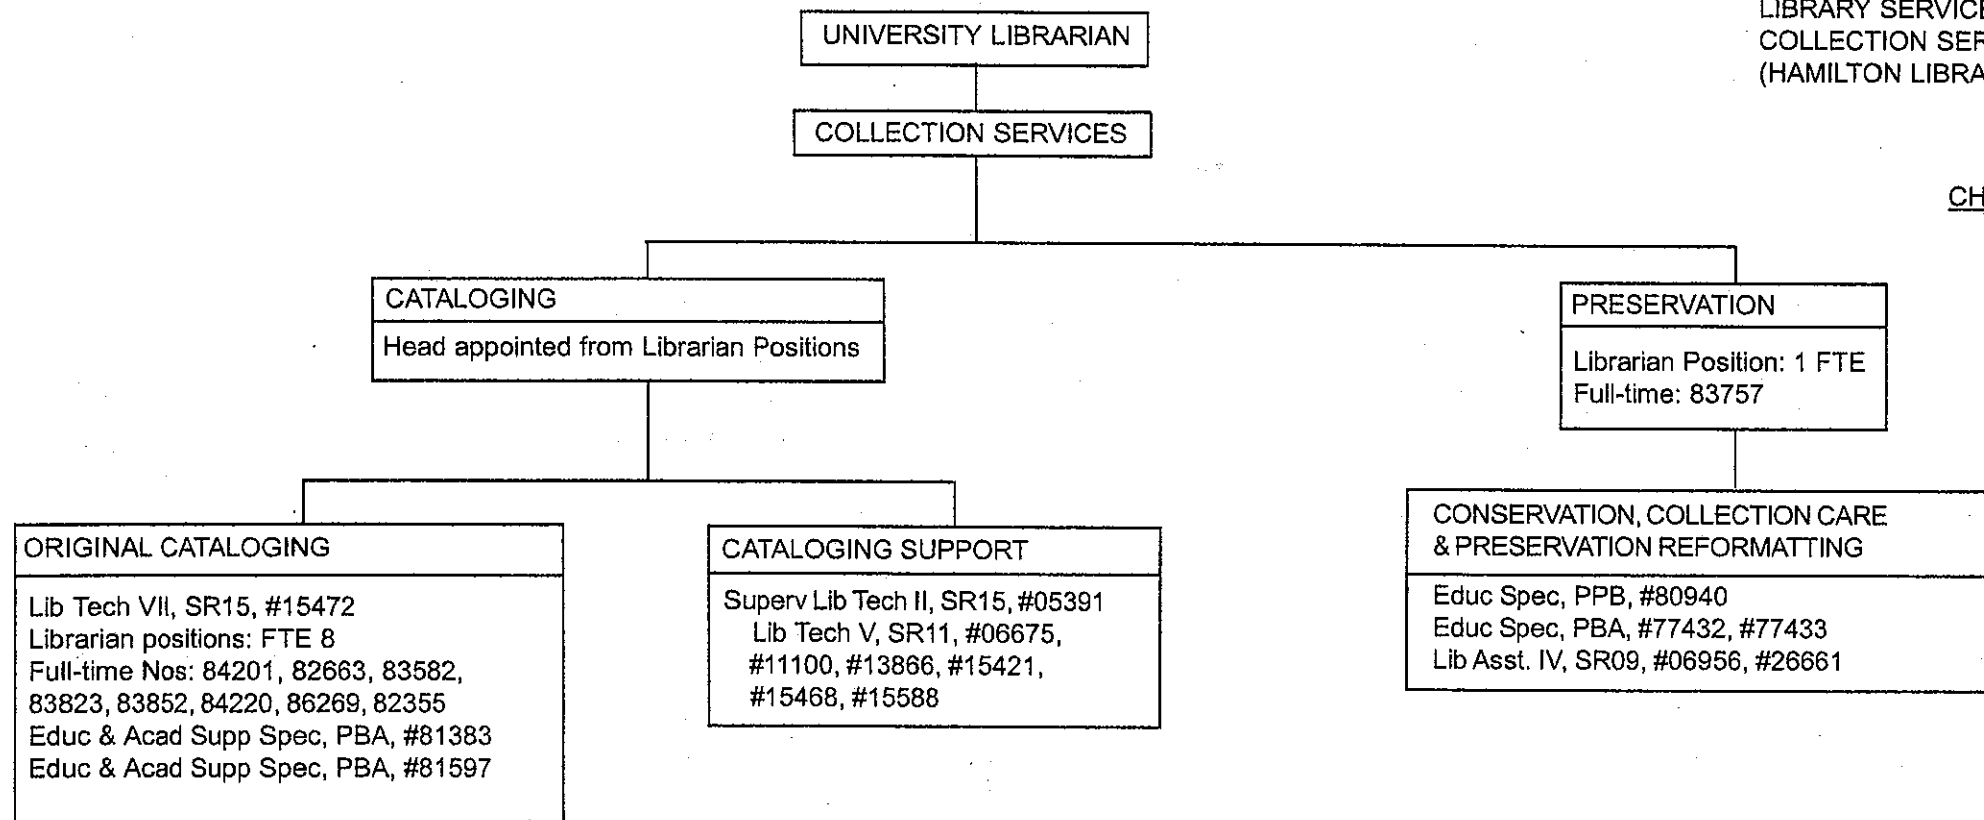 UNIVERSITY LIBRARIAN
COLLECTION SERVICES
LIBRARY
COLLECTION
(HAMILTON
CATALOGING
Head appointed from Librarian Positions
PRESERVATION
Librarian Position: 1 FTE
Full-time: 83757
ORIGINAL CATALOGING
Lib Tech VII, SR15, #15472
Librarian positions: FTE 8
Full-time Nos: 84201, 82663, 83582,
83823, 83852, 84220, 86269, 82355
Educ & Acad Supp Spec, PBA, #81383
Educ & Acad Supp Spec, PBA, #81597
CATALOGING SUPPORT
Superv Lib Tech II, SR15, #05391
Lib Tech V, SR11, #06675,
#11100, #13866, #15421,
#15468, #15588
CONSERVATION, COLLECTION CARE
& PRESERVATION REFORMATTING
Educ Spec, PPB, #80940
Educ Spec, PBA, #77432, #77433
Lib Asst. IV, SR09, #06956, #26661